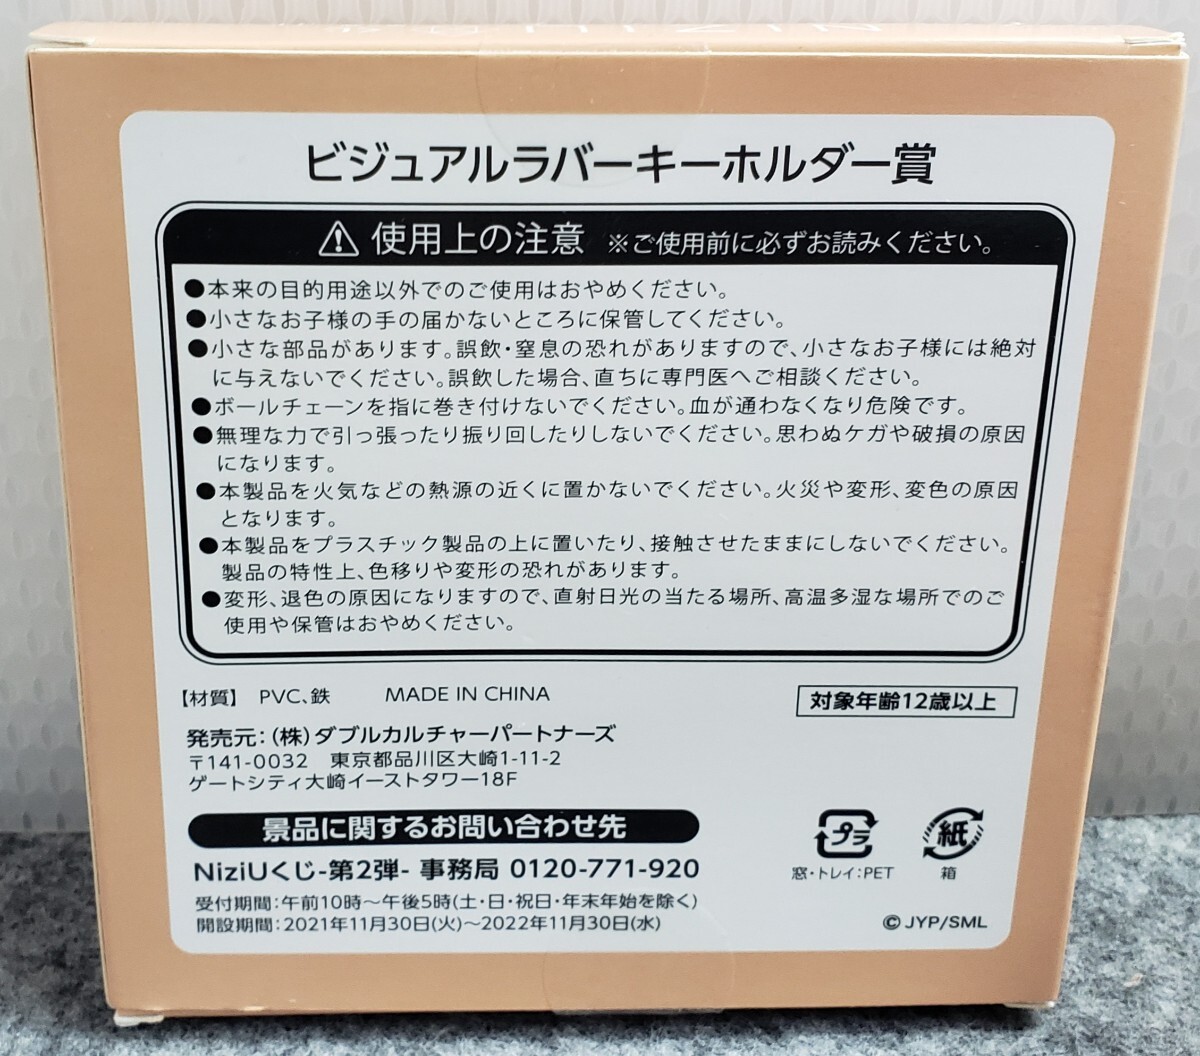 ビジュアルラバーキーホルダー賞
使用上の注意 ※ご使用前に必ずお読みください。
●本来の目的用途以外でのご使用はおやめください。
●小さなお子様の手の届かないところに保管してください。
●小さな部品があります。誤飲・窒息の恐れがありますので、小さなお子様には絶対
に与えないでください。誤飲した場合、直ちに専門医へご相談ください。
●ボールチェーンを指に巻き付けないでください。血が通わなくなり危険です。
●無理な力で引っ張ったり振り回したりしないでください。思わぬケガや破損の原因
になります。
●本製品を火気などの熱源の近くに置かないでください。火災や変形、変色の原因
となります。
●本製品をプラスチック製品の上に置いたり、接触させたままにしないでください。
製品の特性上、色移りや変形の恐れがあります。
●変形、退色の原因になりますので、直射日光の当たる場所、高温多湿な場所でのご
使用や保管はおやめください。
【材質】 PVC、鉄 MADE IN CHINA
対象年齢12歳以上
発売元：(株)ダブルカルチャーパートナーズ
〒141-0032 東京都品川区大崎1-11-2
ゲートシティ大崎イーストタワー18F
景品に関するお問い合わせ先
NiziUくじ-第2弾- 事務局 0120-771-920
受付期間：午前10時～午後5時(土・日・祝日・年末年始を除く)
開設期間：2021年11月30日(火)～2022年11月30日(水)
プラ
窓・トレイ：PET
紙
箱
©JYP/SML